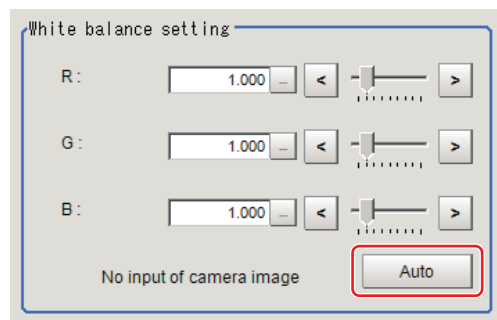 White balance setting
R: 1.000 ... < >
G: 1.000 ... < >
B: 1.000 ... < >
No input of camera image Auto